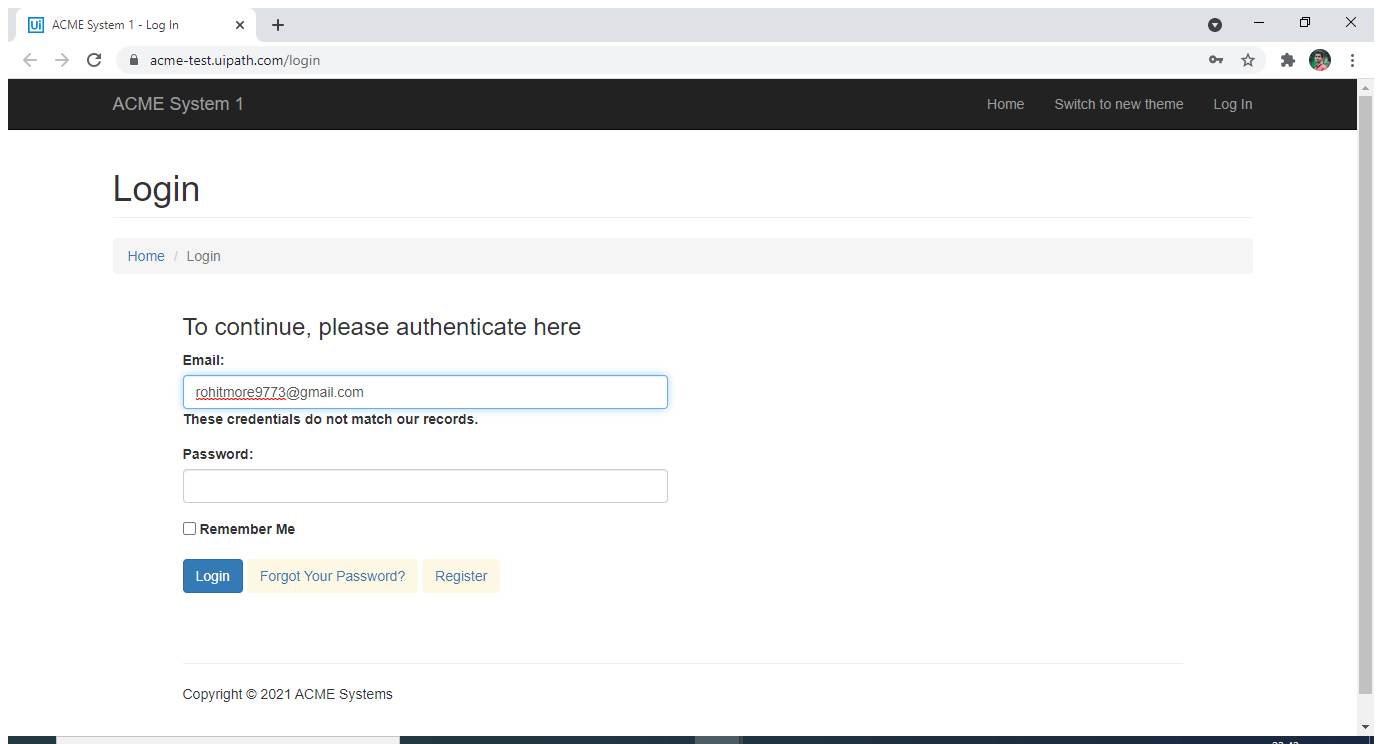 ACME System 1 - Log In
acme-test.uipath.com/login
ACME System 1 Home Switch to new theme Log In
Login
Home / Login
To continue, please authenticate here
Email:
rohitmore9773@gmail.com
These credentials do not match our records.
Password:
Remember Me
Login Forgot Your Password? Register
Copyright © 2021 ACME Systems